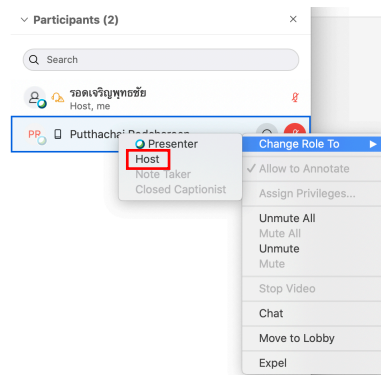 Participants (2)
Search
รอดเจริญพุทธชัย
Host, me
PR
Putthachai
Presenter
Host
Note Taker
Closed Captionist
Change Role To
Allow to Annotate
Assign Privileges...
Unmute All
Mute All
Unmute
Mute
Stop Video
Chat
Move to Lobby
Expel